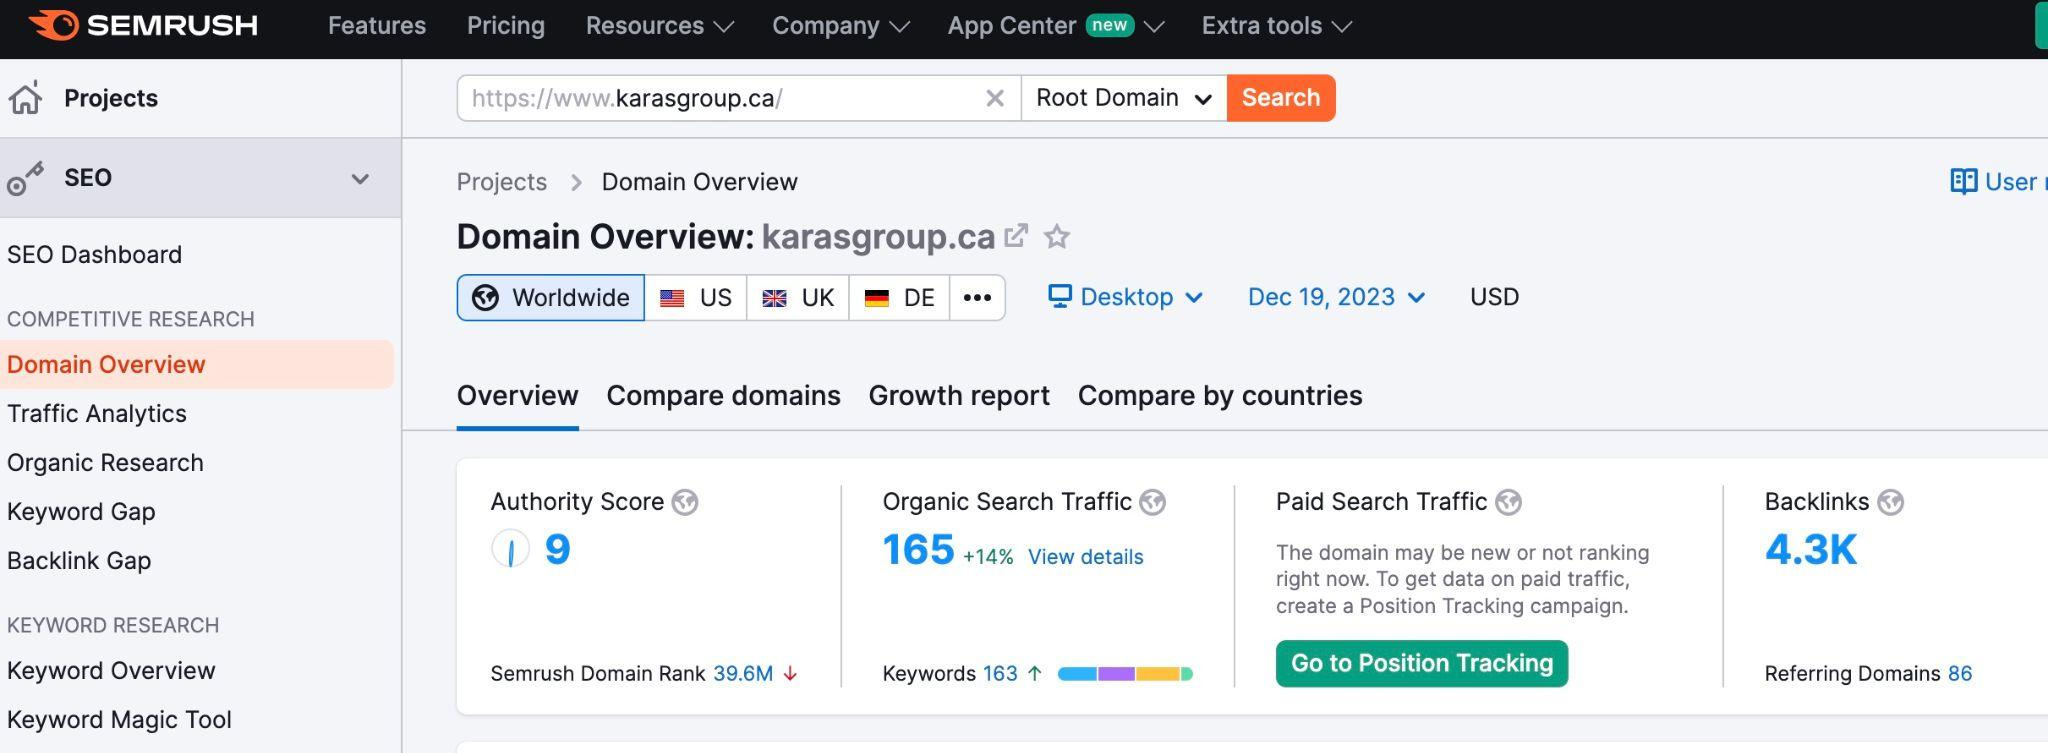 SEMRUSH Features Pricing Resources Company App Center new Extra tools
Projects
https://www.karasgroup.ca/ Root Domain Search
SEO
Projects > Domain Overview
User
Domain Overview: karasgroup.ca
SEO Dashboard
Worldwide US UK DE ••• Desktop Dec 19, 2023 USD
COMPETITIVE RESEARCH
Domain Overview
Traffic Analytics
Organic Research
Keyword Gap
Backlink Gap
KEYWORD RESEARCH
Keyword Overview
Keyword Magic Tool
Overview Compare domains Growth report Compare by countries
Authority Score
9
Semrush Domain Rank 39.6M
Organic Search Traffic
165 +14% View details
Keywords 163
Paid Search Traffic
The domain may be new or not ranking
right now. To get data on paid traffic,
create a Position Tracking campaign.
Go to Position Tracking
Backlinks
4.3K
Referring Domains 86